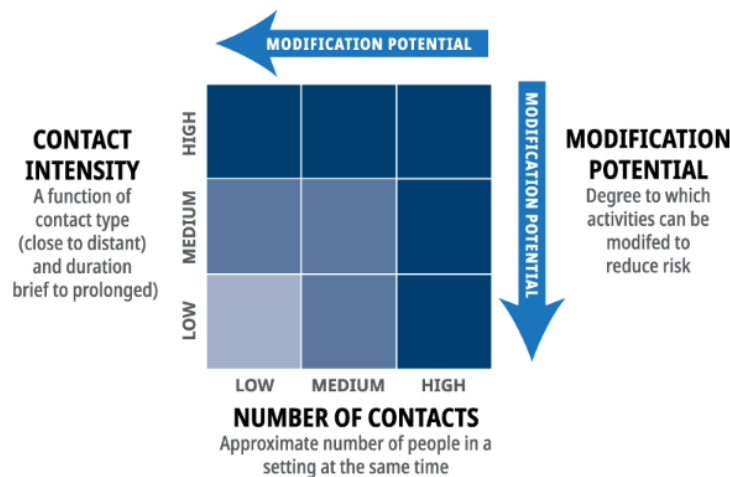 MODIFICATION POTENTIAL
CONTACT
INTENSITY
A function of
contact type
(close to distant)
and duration
brief to prolonged)
HIGH
MEDIUM
LOW
MODIFICATION POTENTIAL
MODIFICATION
POTENTIAL
Degree to which
activities can be
modifed to
reduce risk
LOW MEDIUM HIGH
NUMBER OF CONTACTS
Approximate number of people in a
setting at the same time